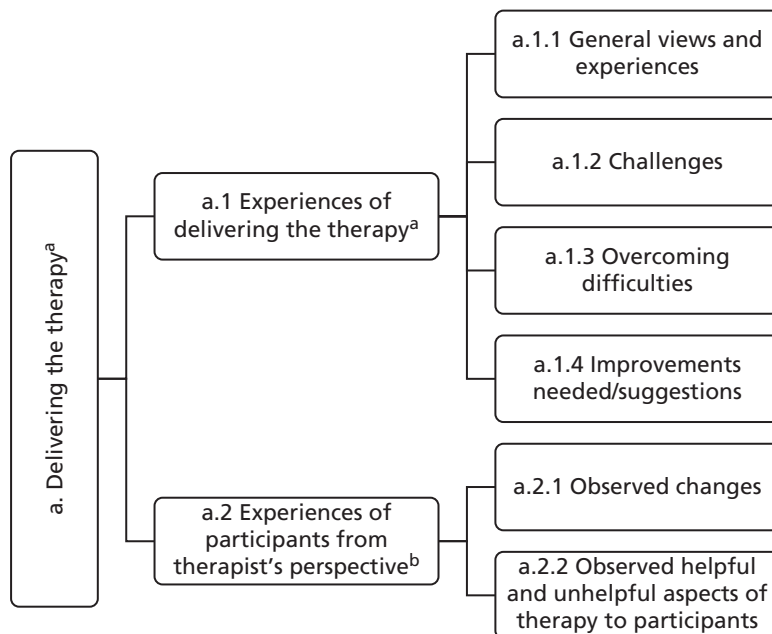 a. Delivering the therapyᵃ
a.1 Experiences of
delivering the therapyᵃ
a.1.1 General views and
experiences
a.1.2 Challenges
a.1.3 Overcoming
difficulties
a.1.4 Improvements
needed/suggestions
a.2 Experiences of
participants from
therapist’s perspectiveᵇ
a.2.1 Observed changes
a.2.2 Observed helpful
and unhelpful aspects of
therapy to participants